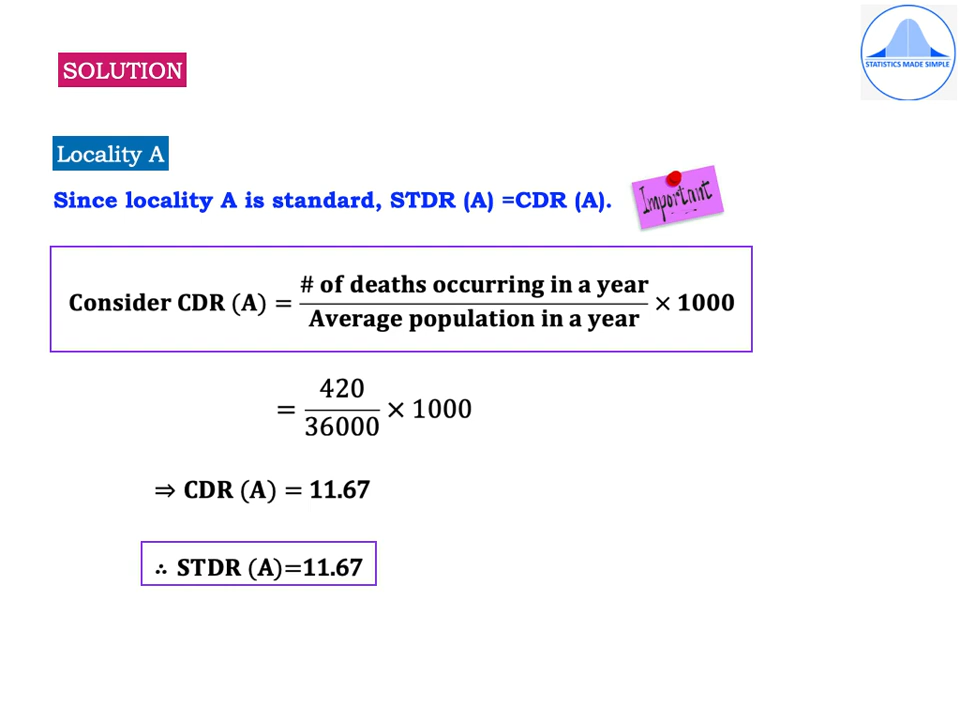 STATISTICS MADE SIMPLE
SOLUTION
Locality A
Since locality A is standard, STDR (A) =CDR (A).
Important
Consider CDR (A) = # of deaths occurring in a year / Average population in a year × 1000
= 420 / 36000 × 1000
⇒ CDR (A) = 11.67
∴ STDR (A)=11.67